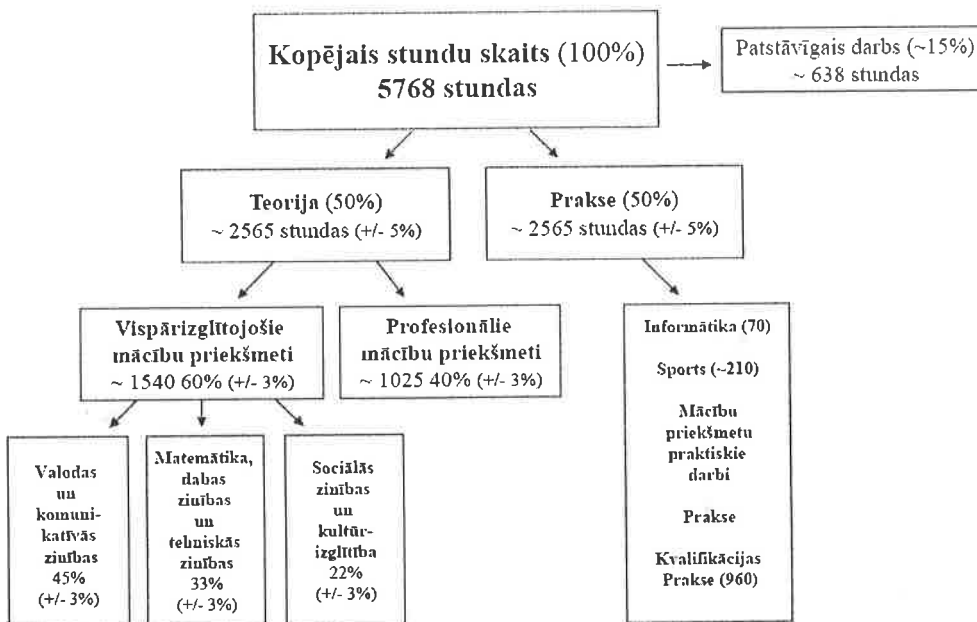 Kopējais stundu skaits (100%)
5768 stundas
Patstāvīgais darbs (~15%)
~ 638 stundas
Teorija (50%)
~ 2565 stundas (+/- 5%)
Prakse (50%)
~ 2565 stundas (+/- 5%)
Vispārizglītojošie
mācību priekšmeti
~ 1540 60% (+/- 3%)
Profesionālie
mācību priekšmeti
~ 1025 40% (+/- 3%)
Informātika (70)
Sports (~210)
Mācību
priekšmetu
praktiskie
darbi
Prakse
Kvalifikācijas
Prakse (960)
Valodas
un
komuni-
katīvās
zinības
45%
(+/- 3%)
Matemātika,
dabas
zinības
un
tehniskās
zinības
33%
(+/- 3%)
Sociālās
zinības
un
kultūr-
izglītība
22%
(+/- 3%)